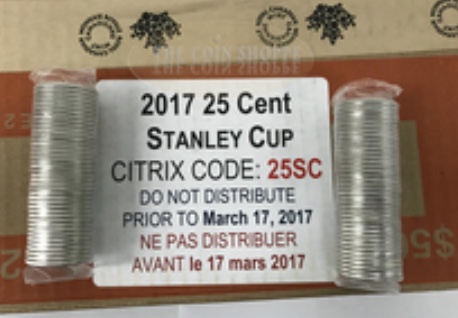 THE COIN SHOPPE
2017 25 Cent
STANLEY CUP
CITRIX CODE: 25SC
DO NOT DISTRIBUTE
PRIOR TO March 17, 2017
NE PAS DISTRIBUER
AVANT le 17 mars 2017